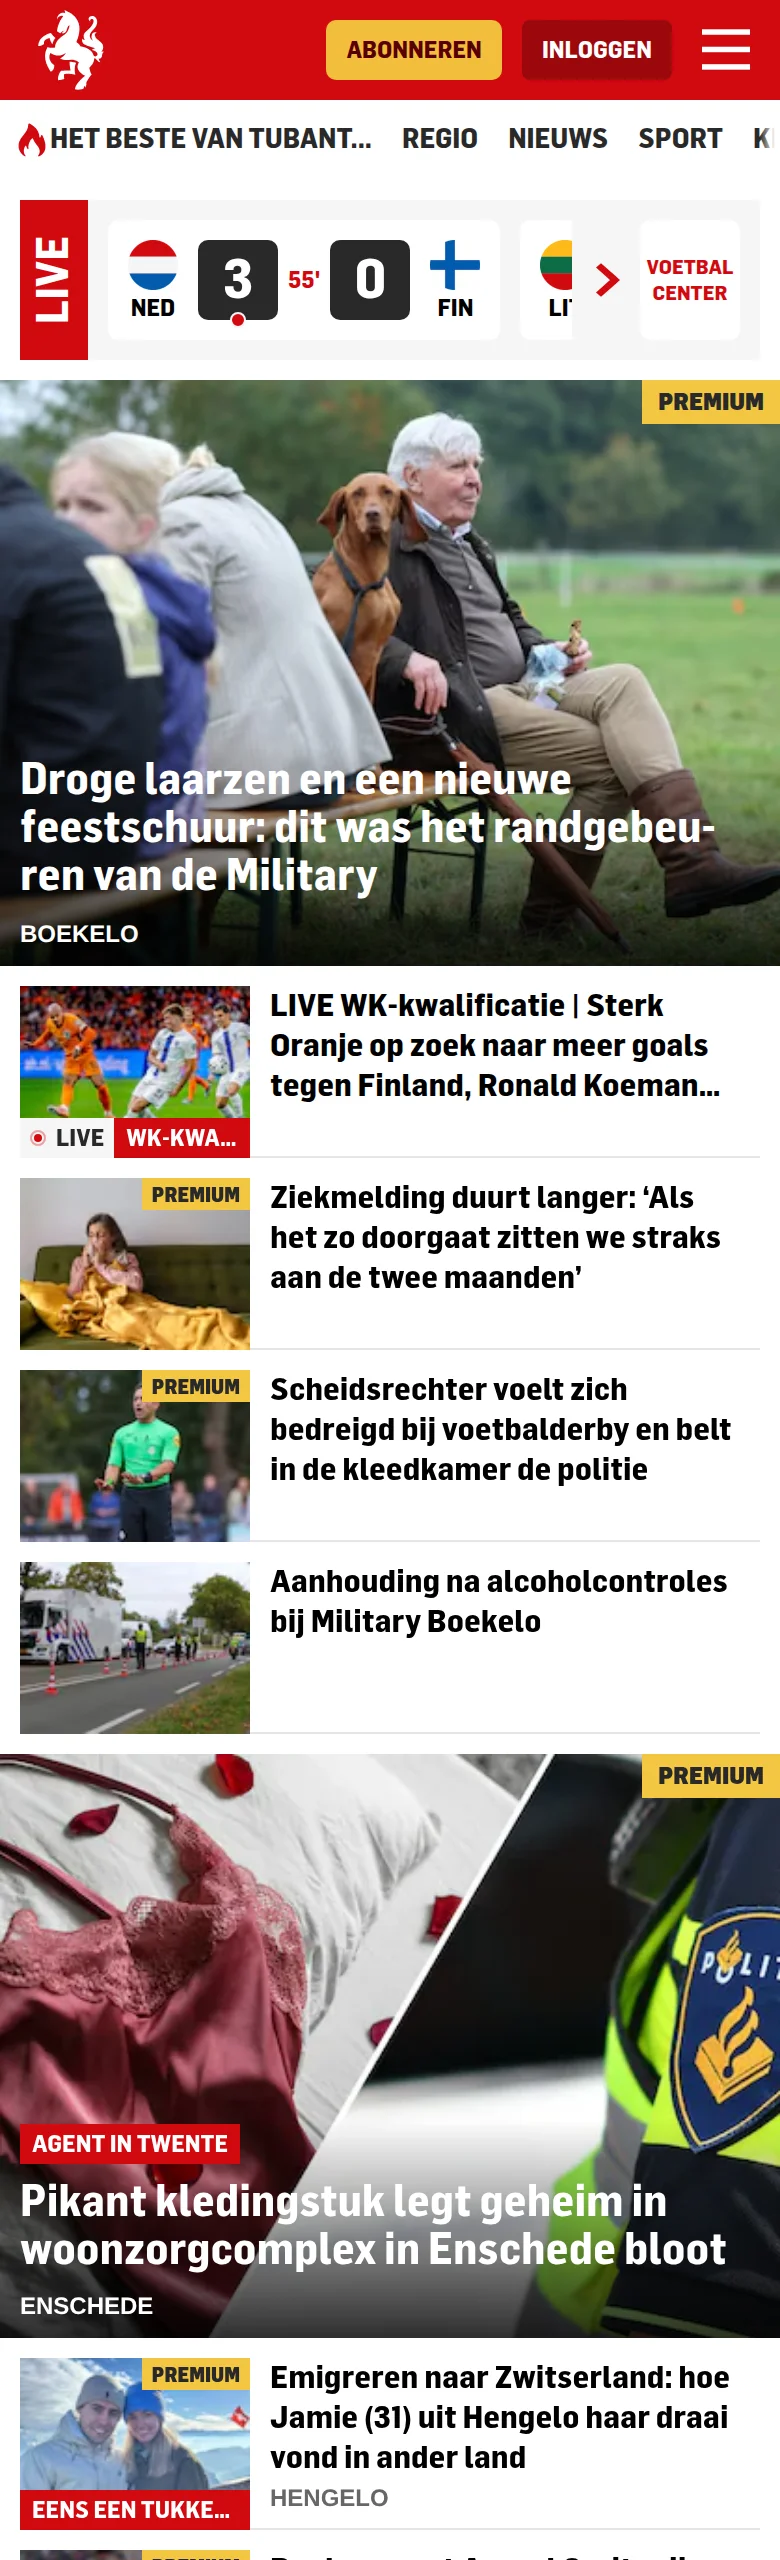 ABONNEREN
INLOGGEN
HET BESTE VAN TUBANT... REGIO NIEUWS SPORT
LIVE
NED 3 55' 0 FIN
VOETBAL
CENTER
PREMIUM
Droge laarzen en een nieuwe
feestschuur: dit was het randgebeu-
ren van de Military
BOEKELO
LIVE WK-kwalificatie | Sterk
Oranje op zoek naar meer goals
tegen Finland, Ronald Koeman...
LIVE WK-KWA...
PREMIUM
Ziekmelding duurt langer: ‘Als
het zo doorgaat zitten we straks
aan de twee maanden’
PREMIUM
Scheidsrechter voelt zich
bedreigd bij voetbalderby en belt
in de kleedkamer de politie
Aanhouding na alcoholcontroles
bij Military Boekelo
PREMIUM
AGENT IN TWENTE
Pikant kledingstuk legt geheim in
woonzorgcomplex in Enschede bloot
ENSCHEDE
PREMIUM
EENS EEN TUKKE...
Emigreren naar Zwitserland: hoe
Jamie (31) uit Hengelo haar draai
vond in ander land
HENGELO